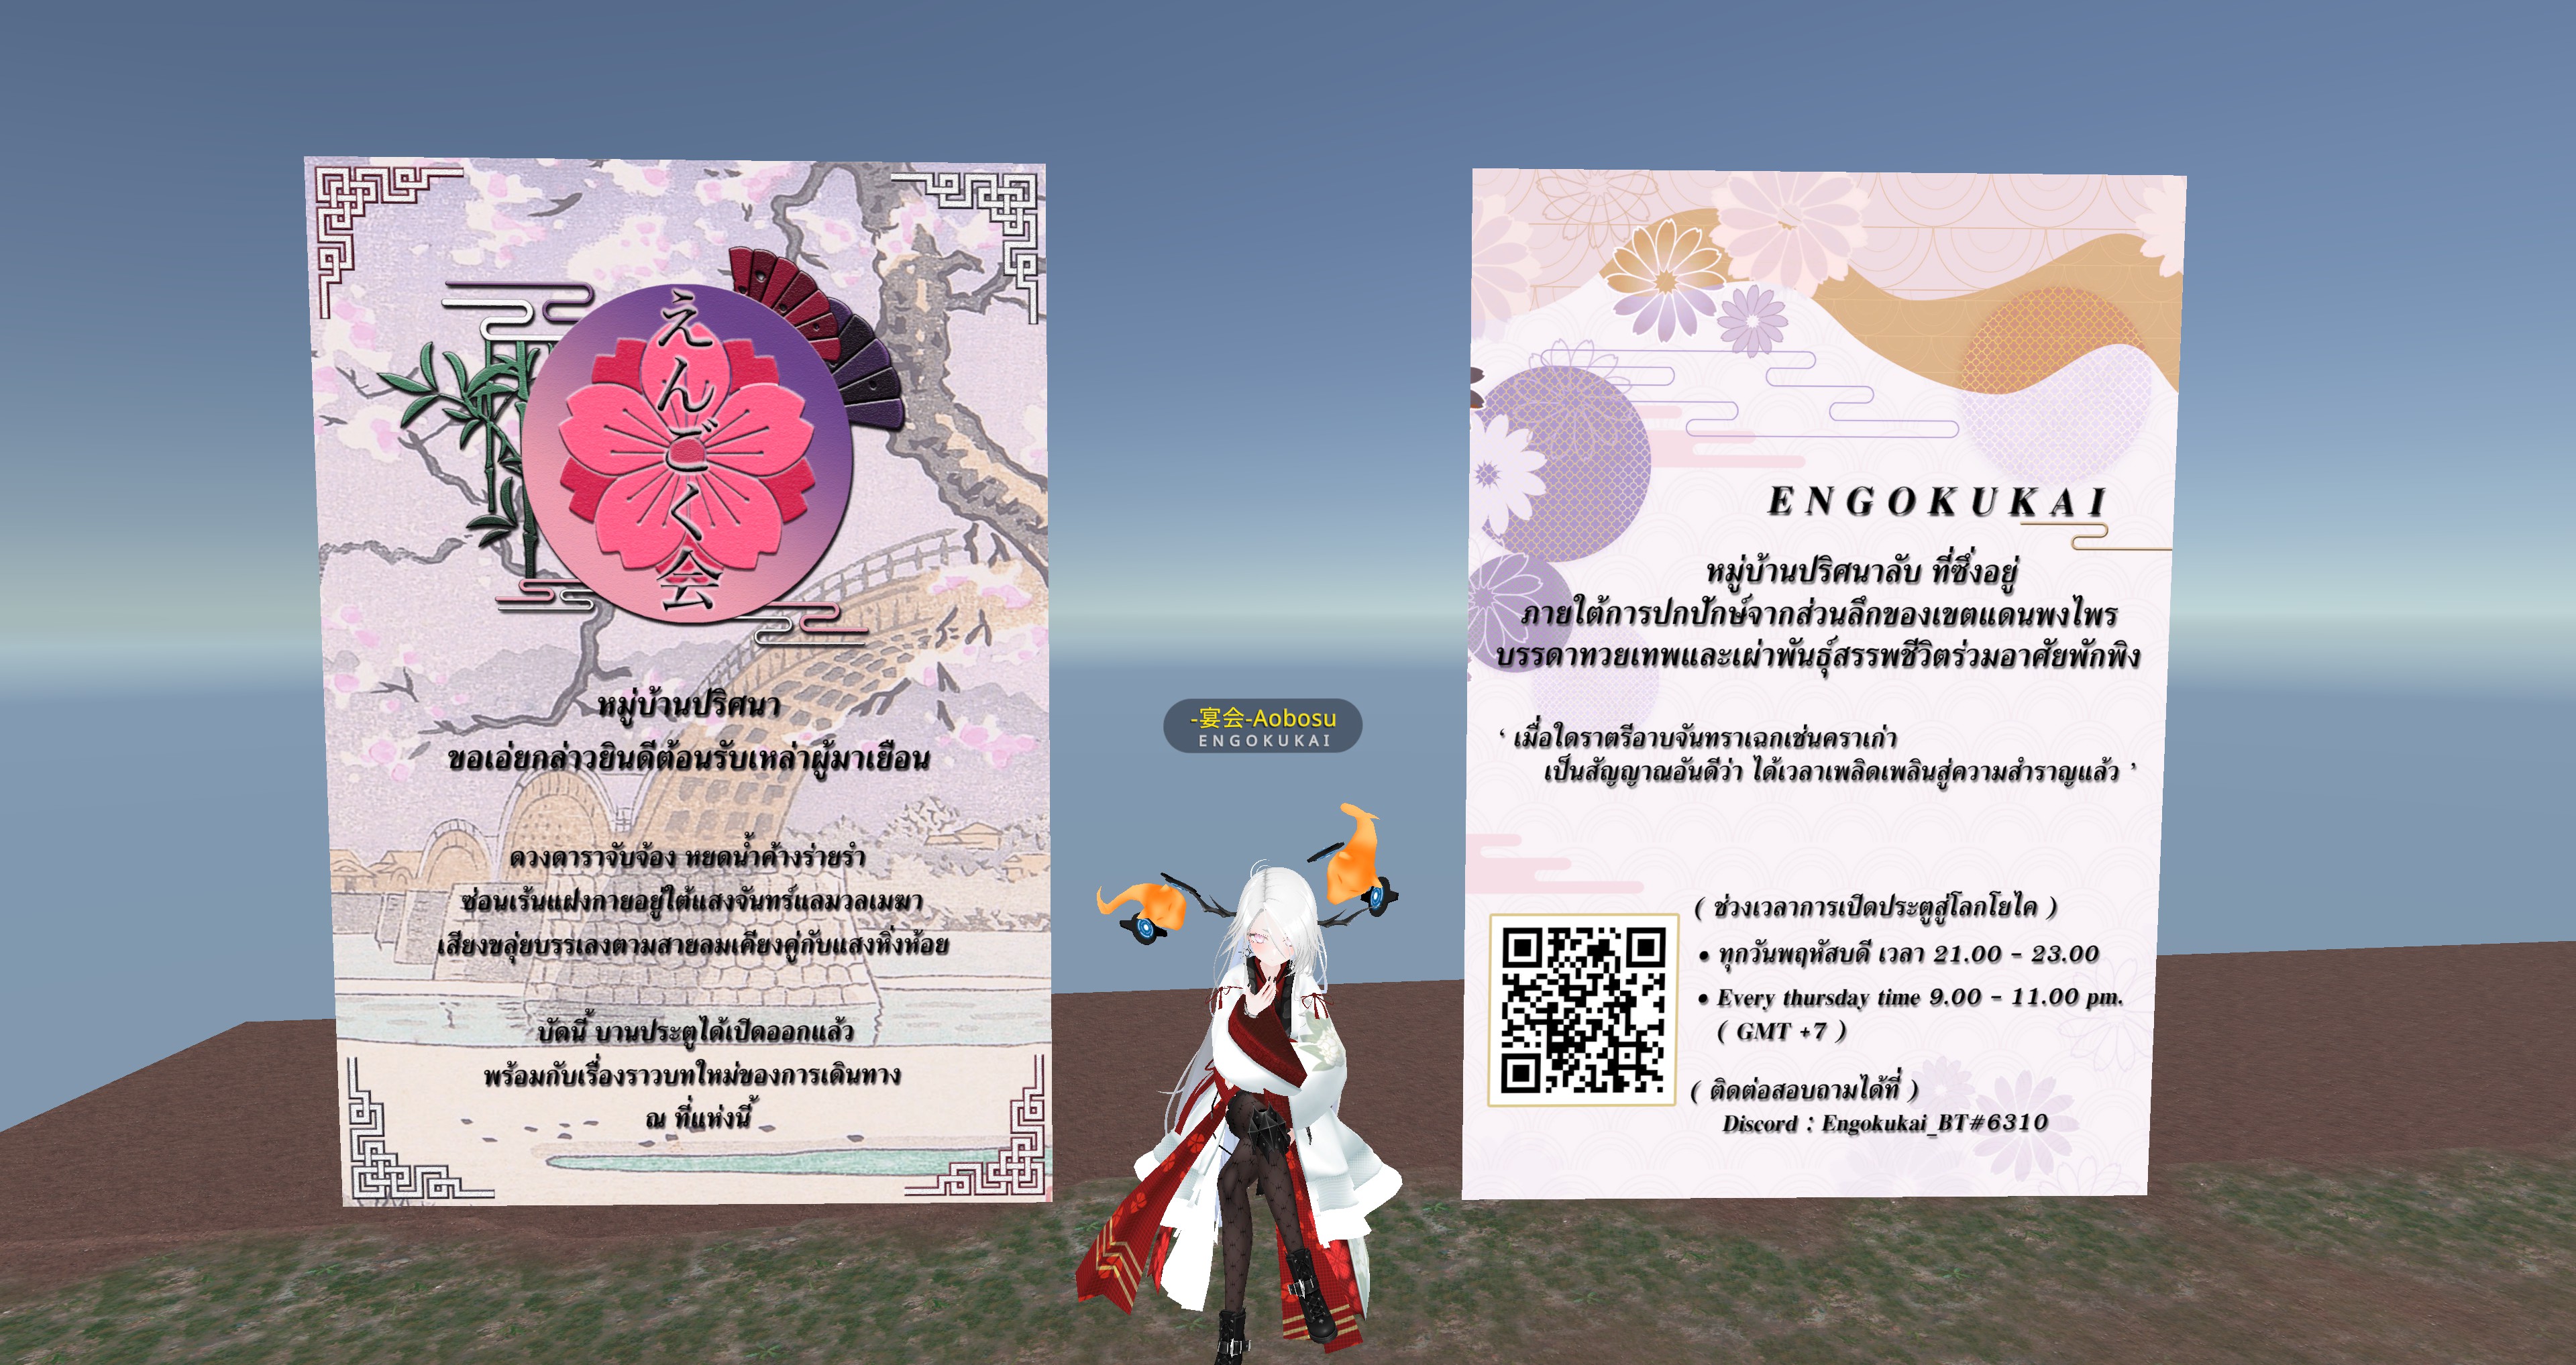 えんごく会
หมู่บ้านปริศนา
ขอเอ่ยกล่าวยินดีต้อนรับเหล่าผู้มาเยือน
ดวงดาราจับจ้อง หยดน้ำค้างร่ายรำ
ซ่อนเร้นแฝงกายอยู่ใต้แสงจันทร์แลมวลเมฆา
เสียงขลุ่ยบรรเลงตามสายลมเคียงคู่กับแสงหิ่งห้อย
บัดนี้ บานประตูได้เปิดออกแล้ว
พร้อมกับเรื่องราวบทใหม่ของการเดินทาง
ณ ที่แห่งนี้
-宴会-Aobosu
ENGOKUKAI
ENGOKUKAI
หมู่บ้านปริศนาลับ ที่ซึ่งอยู่
ภายใต้การปกปักษ์จากส่วนลึกของเขตแดนพงไพร
บรรดาทวยเทพและเผ่าพันธุ์สรรพชีวิตร่วมอาศัยพักพิง
‘ เมื่อใดราตรีอาบจันทราเฉกเช่นคราเก่า
เป็นสัญญาณอันดีว่า ได้เวลาเพลิดเพลินสู่ความสำราญแล้ว ’
( ช่วงเวลาการเปิดประตูสู่โลกโยไค )
• ทุกวันพฤหัสบดี เวลา 21.00 - 23.00
• Every thursday time 9.00 - 11.00 pm.
( GMT +7 )
( ติดต่อสอบถามได้ที่ )
Discord : Engokukai_BT#6310